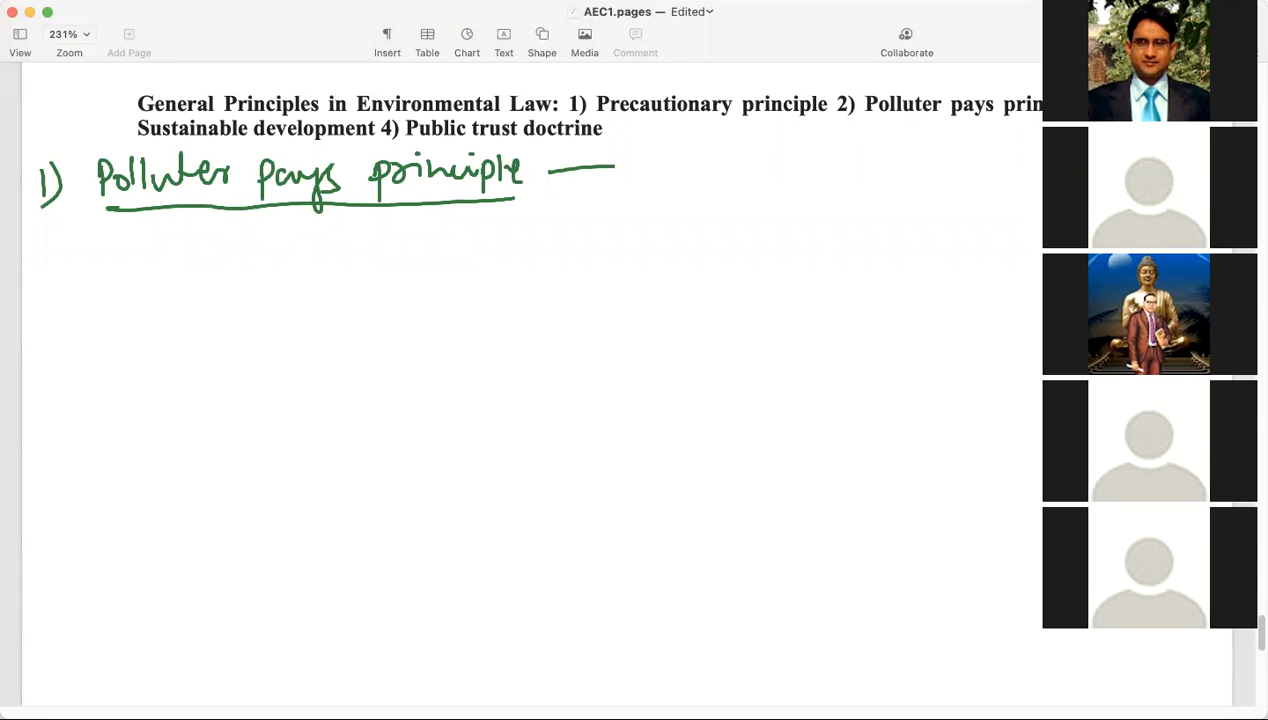 AEC1.pages — Edited
231%
View Zoom Add Page Insert Table Chart Text Shape Media Comment Collaborate
General Principles in Environmental Law: 1) Precautionary principle 2) Polluter pays prin
Sustainable development 4) Public trust doctrine
1) Polluter pays principle —